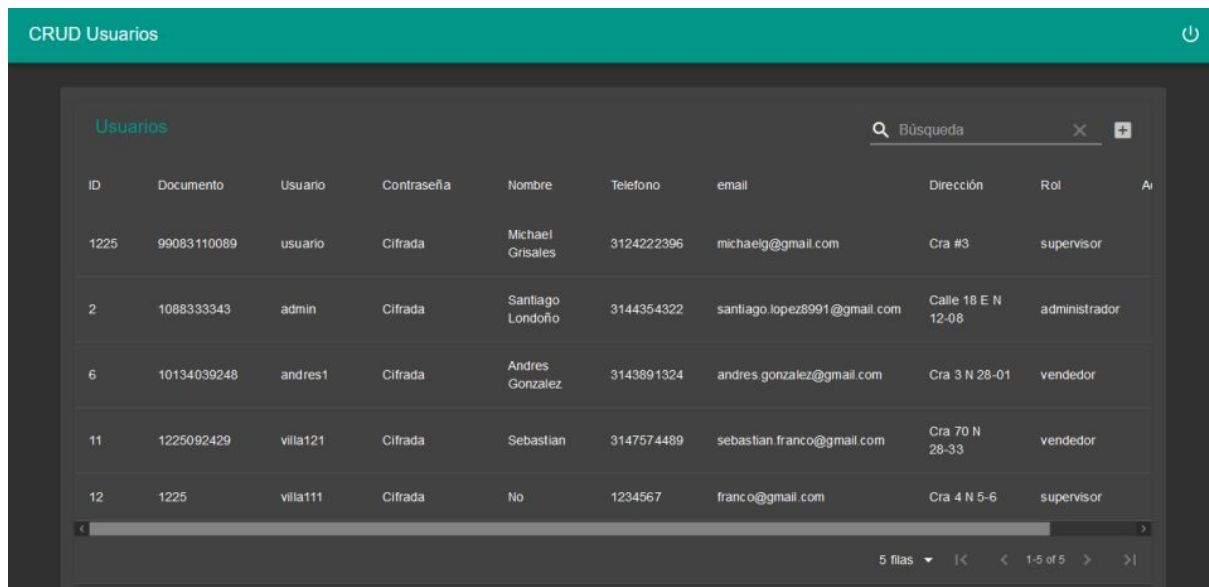 CRUD Usuarios
Usuarios
Búsqueda
ID Documento Usuario Contraseña Nombre Telefono email Dirección Rol
1225 99083110089 usuario Cifrada Michael Grisales 3124222396 michaelg@gmail.com Cra #3 supervisor
2 1088333343 admin Cifrada Santiago Londoño 3144354322 santiago.lopez8991@gmail.com Calle 18 E N 12-08 administrador
6 10134039248 andres1 Cifrada Andres Gonzalez 3143891324 andres.gonzalez@gmail.com Cra 3 N 28-01 vendedor
11 1225092429 villa121 Cifrada Sebastian 3147574489 sebastian.franco@gmail.com Cra 70 N 28-33 vendedor
12 1225 villa111 Cifrada No 1234567 franco@gmail.com Cra 4 N 5-6 supervisor
5 filas 1-5 of 5